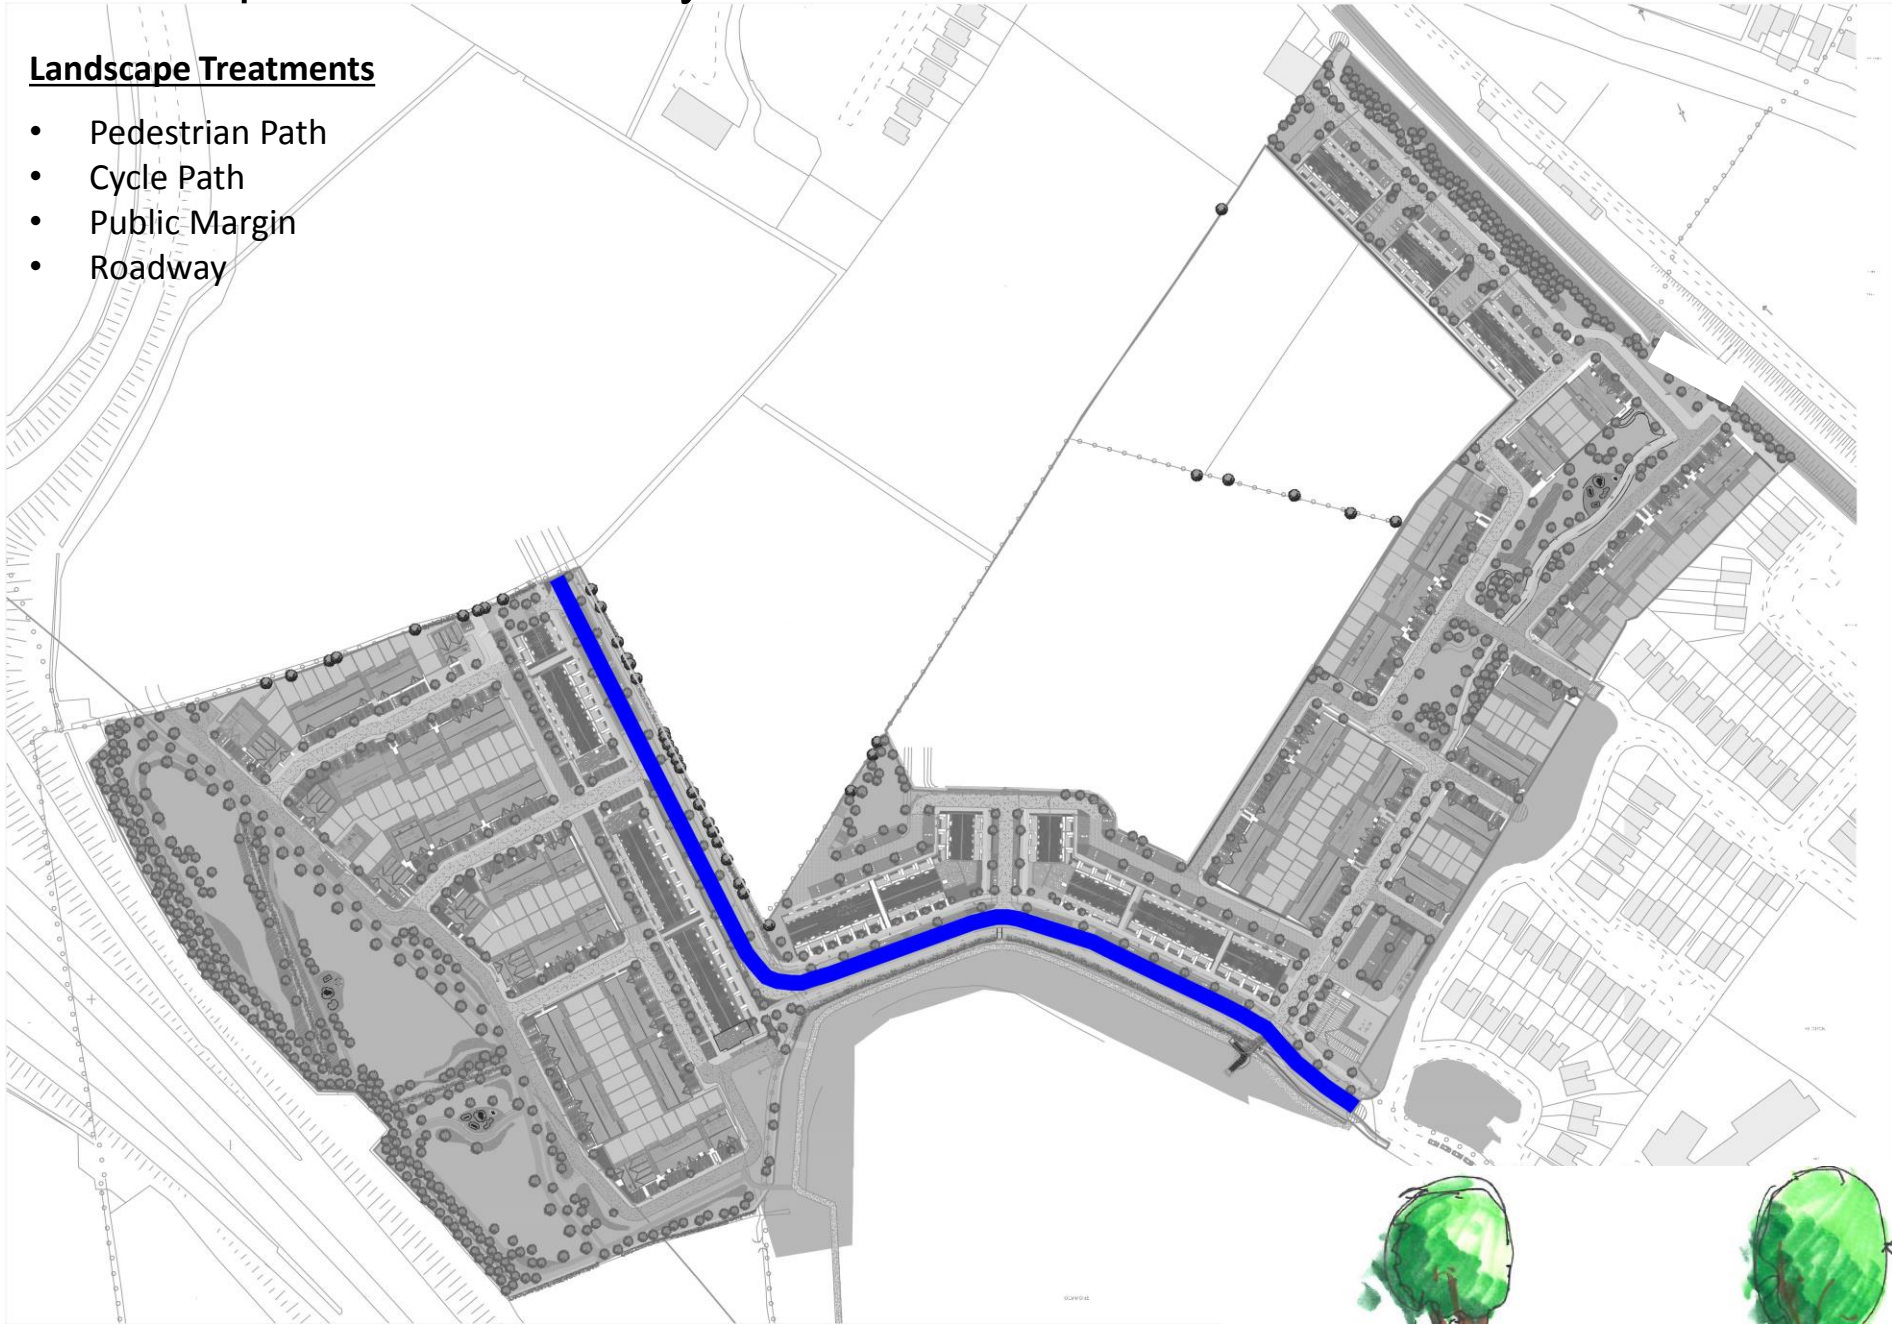 Landscape Treatments
• Pedestrian Path
• Cycle Path
• Public Margin
• Roadway